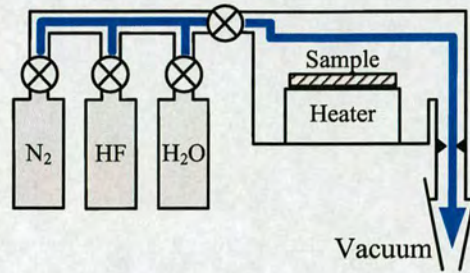 Sample
Heater
N₂
HF
H₂O
Vacuum